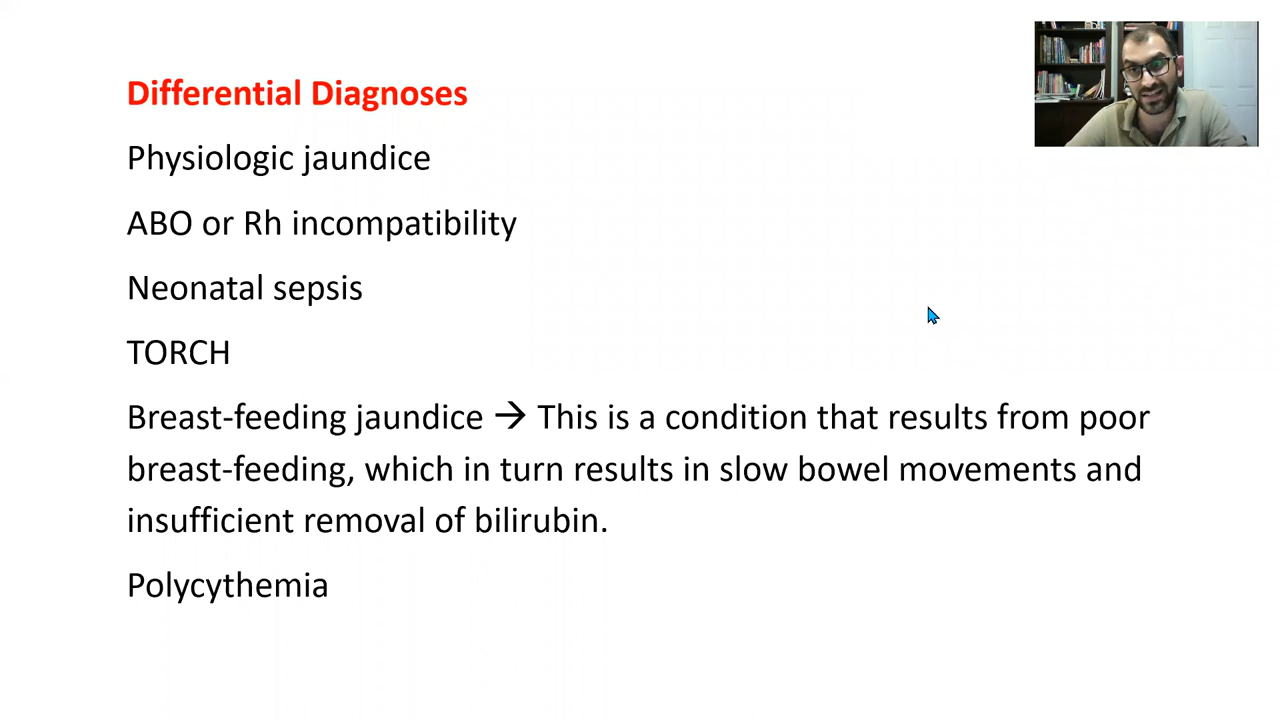 Differential Diagnoses
Physiologic jaundice
ABO or Rh incompatibility
Neonatal sepsis
TORCH
Breast-feeding jaundice → This is a condition that results from poor
breast-feeding, which in turn results in slow bowel movements and
insufficient removal of bilirubin.
Polycythemia